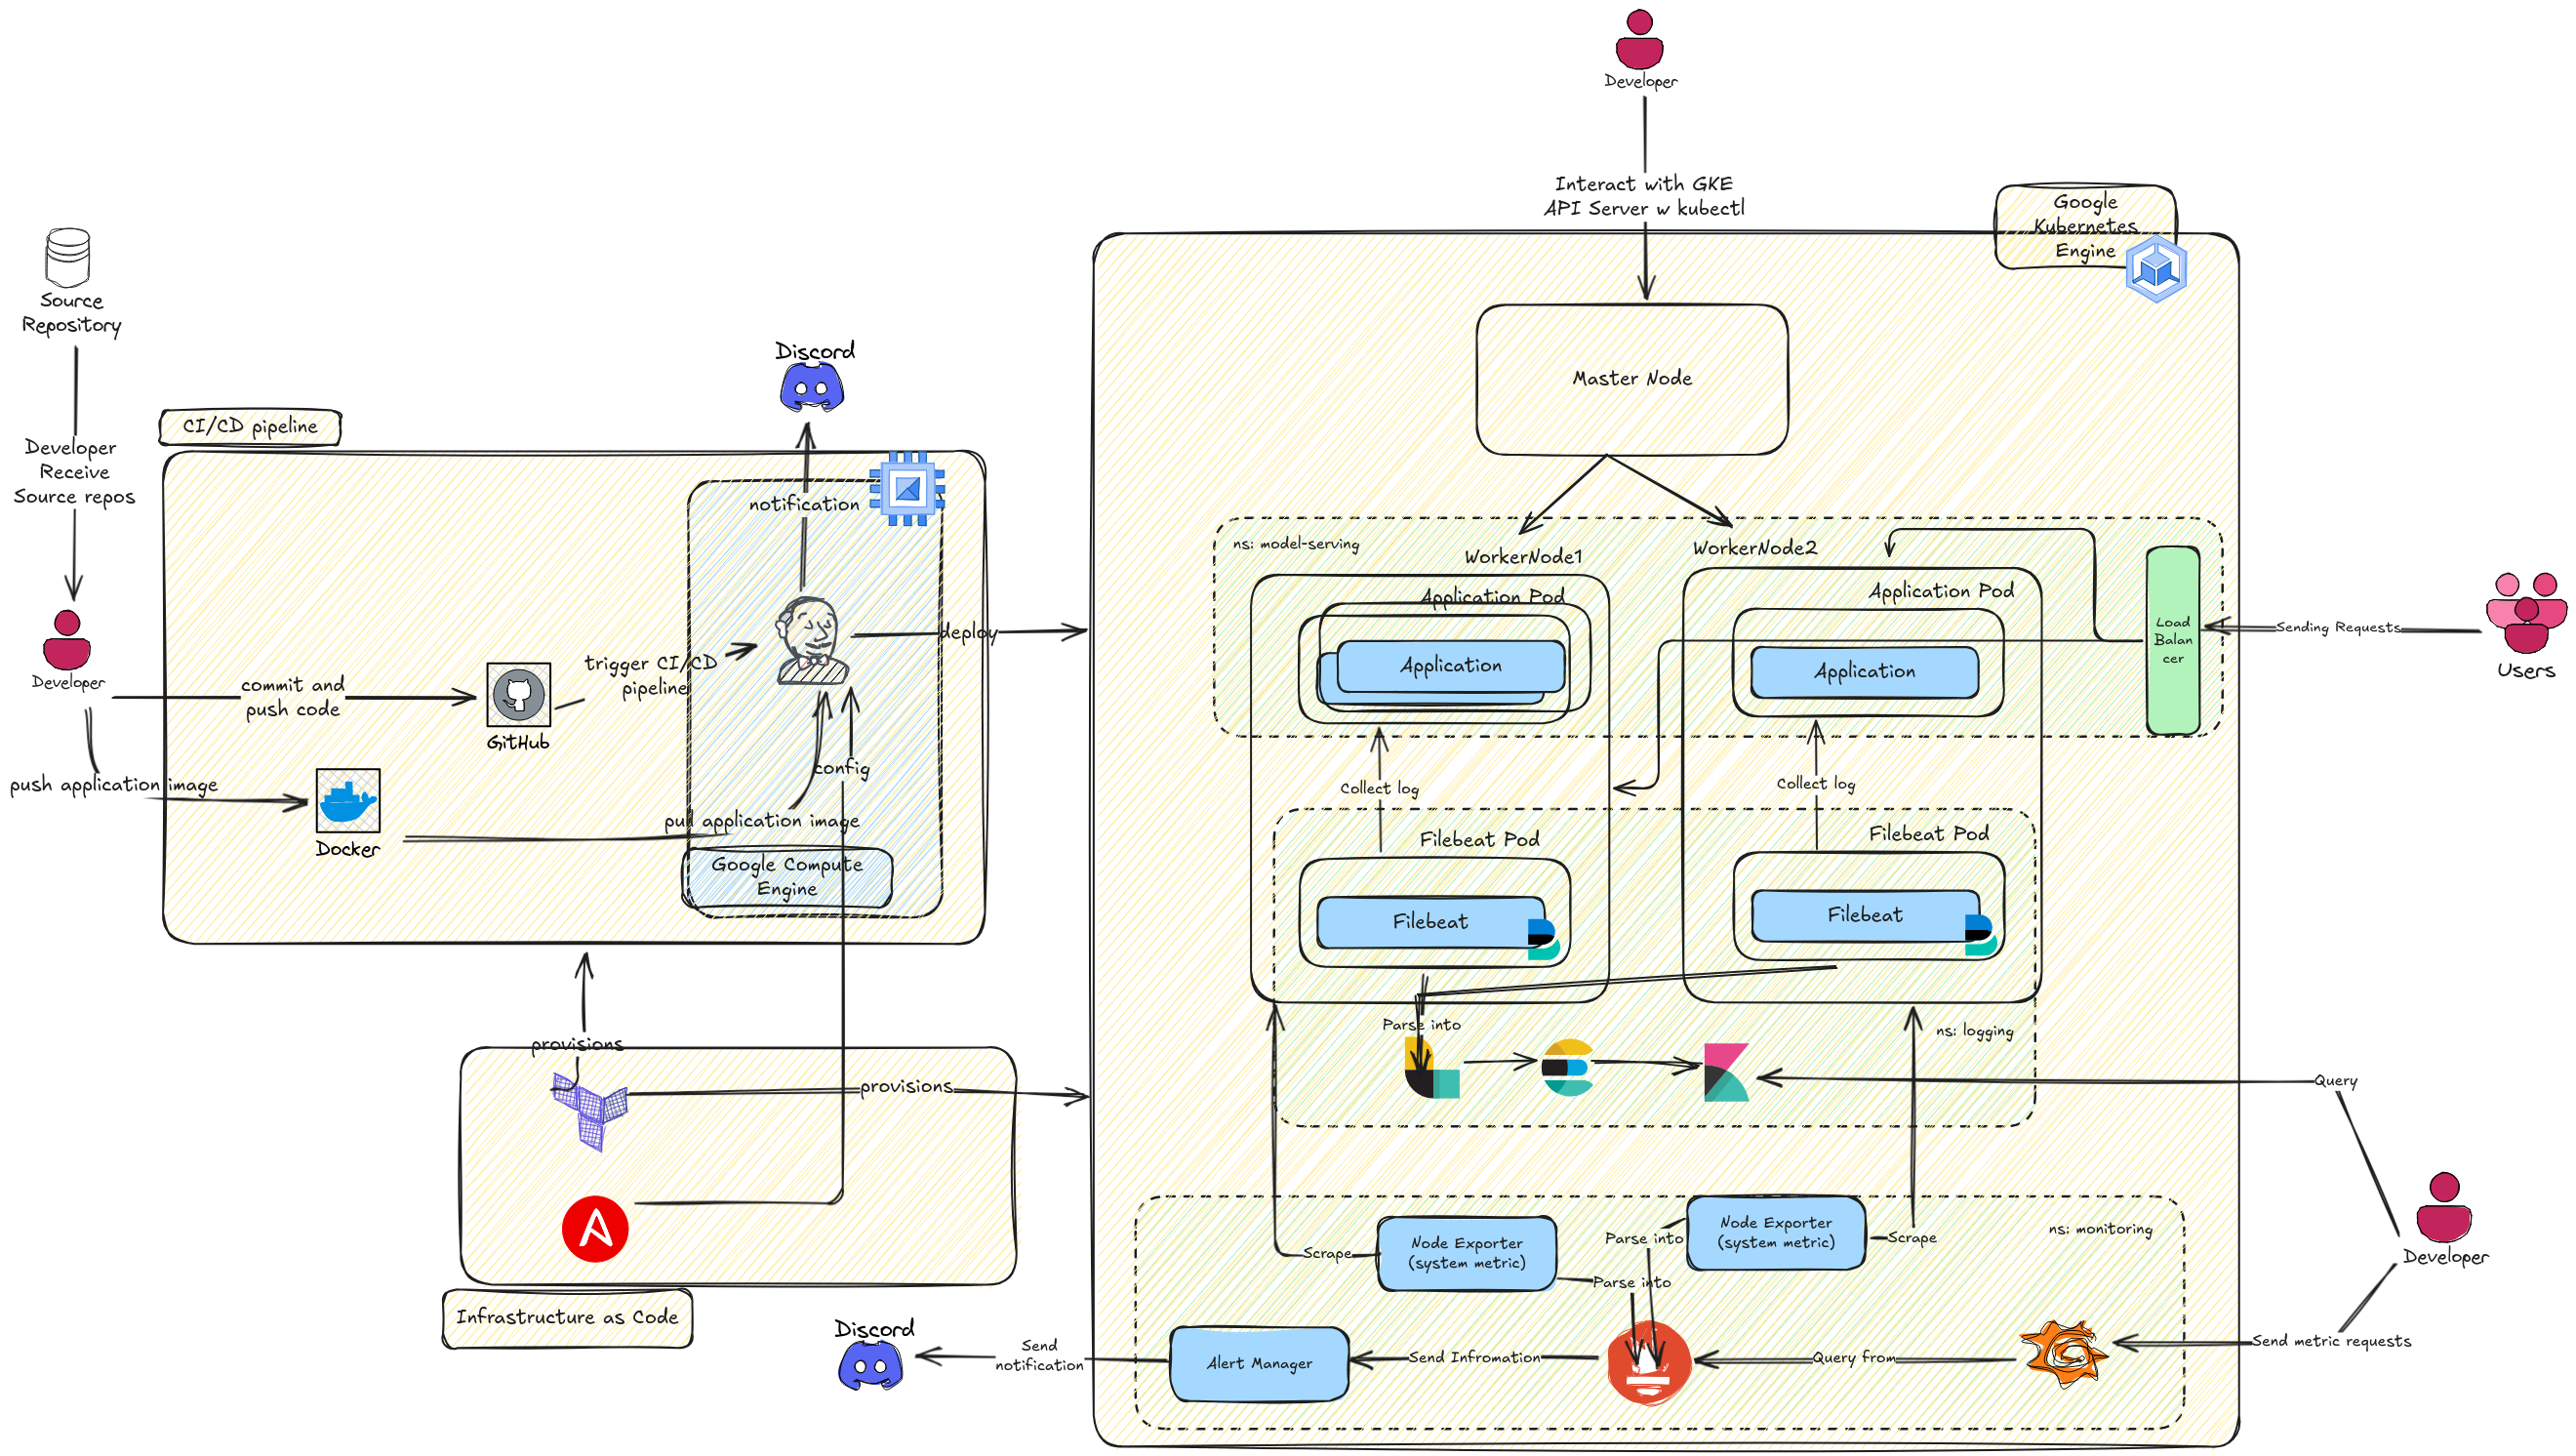 Developer
Interact with GKE
API Server w kubectl
Google
Kubernetes
Engine
Source
Repository
Developer
Receive
Source repos
Developer
CI/CD pipeline
Discord
notification
commit and
push code
GitHub
trigger CI/CD
pipeline
deploy
push application image
Docker
pull application image
config
Google Compute
Engine
provisions
provisions
Infrastructure as Code
Master Node
ns: model-serving
WorkerNode1
WorkerNode2
Application Pod
Application
Application Pod
Application
Load
Balan
cer
Sending Requests
Users
Collect log
Collect log
Filebeat Pod
Filebeat
Filebeat Pod
Filebeat
Parse into
ns: logging
Query
Developer
Send metric requests
ns: monitoring
Scrape
Node Exporter
(system metric)
Parse into
Parse into
Node Exporter
(system metric)
Scrape
Discord
Send
notification
Alert Manager
Send Infromation
Query from